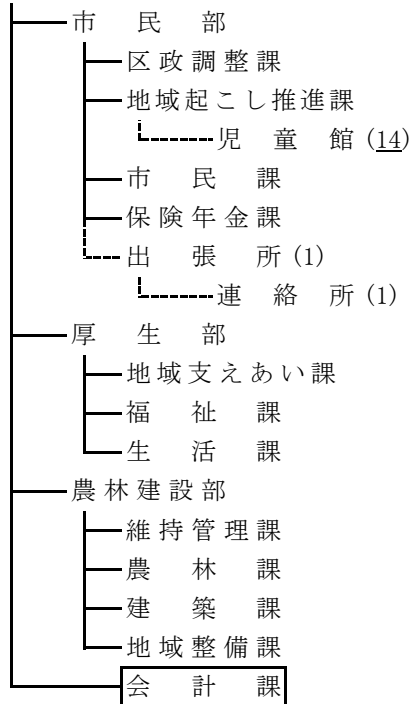 市民部
区政調整課
地域起こし推進課
児童館(14)
市民課
保険年金課
出張所(1)
連絡所(1)
厚生部
地域支えあい課
福祉課
生活課
農林建設部
維持管理課
農林課
建築課
地域整備課
会計課